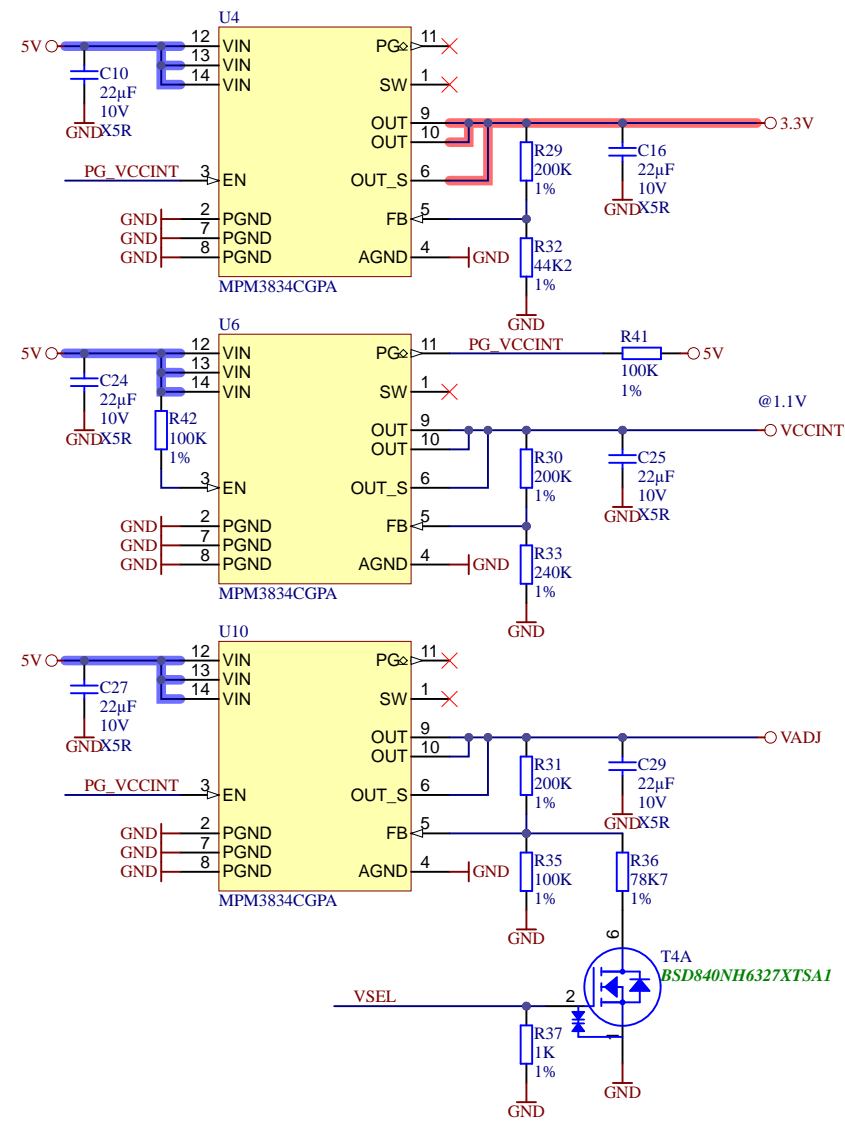 U4
5V
12 VIN
13 VIN
14 VIN
PG 11
SW 1
C10
22µF
10V
X5R
GND
OUT 9
OUT 10
3.3V
PG_VCCINT
3 EN
OUT_S 6
R29
200K
1%
C16
22µF
10V
X5R
GND
GND 2 PGND
GND 7 PGND
GND 8 PGND
FB 5
AGND 4 GND
R32
44K2
1%
GND
MPM3834CGPA
U6
5V
12 VIN
13 VIN
14 VIN
PG 11
PG_VCCINT
R41
100K
1%
5V
SW 1
C24
22µF
10V
X5R
GND
R42
100K
1%
@1.1V
OUT 9
OUT 10
VCCINT
3 EN
OUT_S 6
R30
200K
1%
C25
22µF
10V
X5R
GND
GND 2 PGND
GND 7 PGND
GND 8 PGND
FB 5
AGND 4 GND
R33
240K
1%
GND
MPM3834CGPA
U10
5V
12 VIN
13 VIN
14 VIN
PG 11
SW 1
C27
22µF
10V
X5R
GND
OUT 9
OUT 10
VADJ
PG_VCCINT
3 EN
OUT_S 6
R31
200K
1%
C29
22µF
10V
X5R
GND
GND 2 PGND
GND 7 PGND
GND 8 PGND
FB 5
AGND 4 GND
R35
100K
1%
GND
R36
78K7
1%
MPM3834CGPA
6
T4A
BSD840NH6327XTSA1
VSEL
2
1
R37
1K
1%
GND
GND